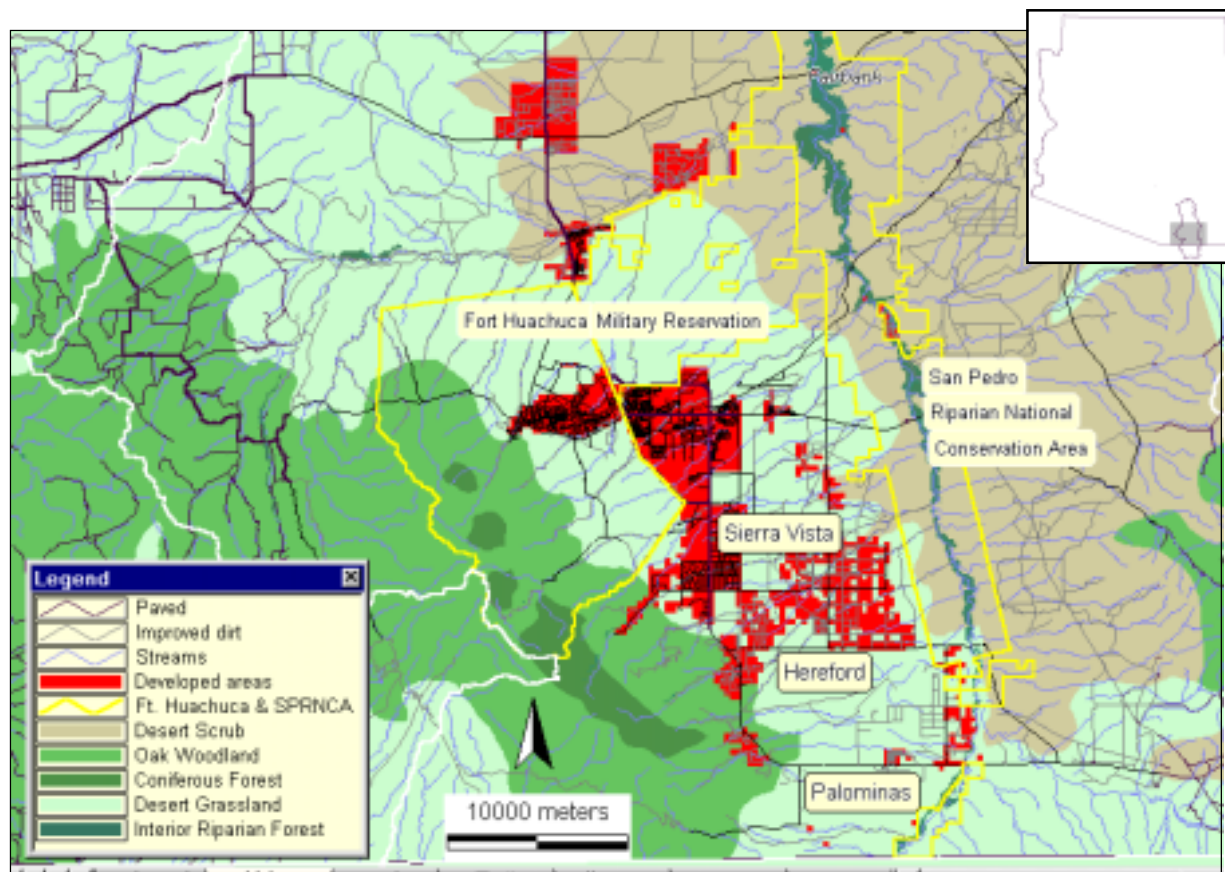 Fairbank
Fort Huachuca Military Reservation
San Pedro
Riparian National
Conservation Area
Sierra Vista
Hereford
Palominas
Legend
Paved
Improved dirt
Streams
Developed areas
Ft. Huachuca & SPRNCA
Desert Scrub
Oak Woodland
Coniferous Forest
Desert Grassland
Interior Riparian Forest
10000 meters